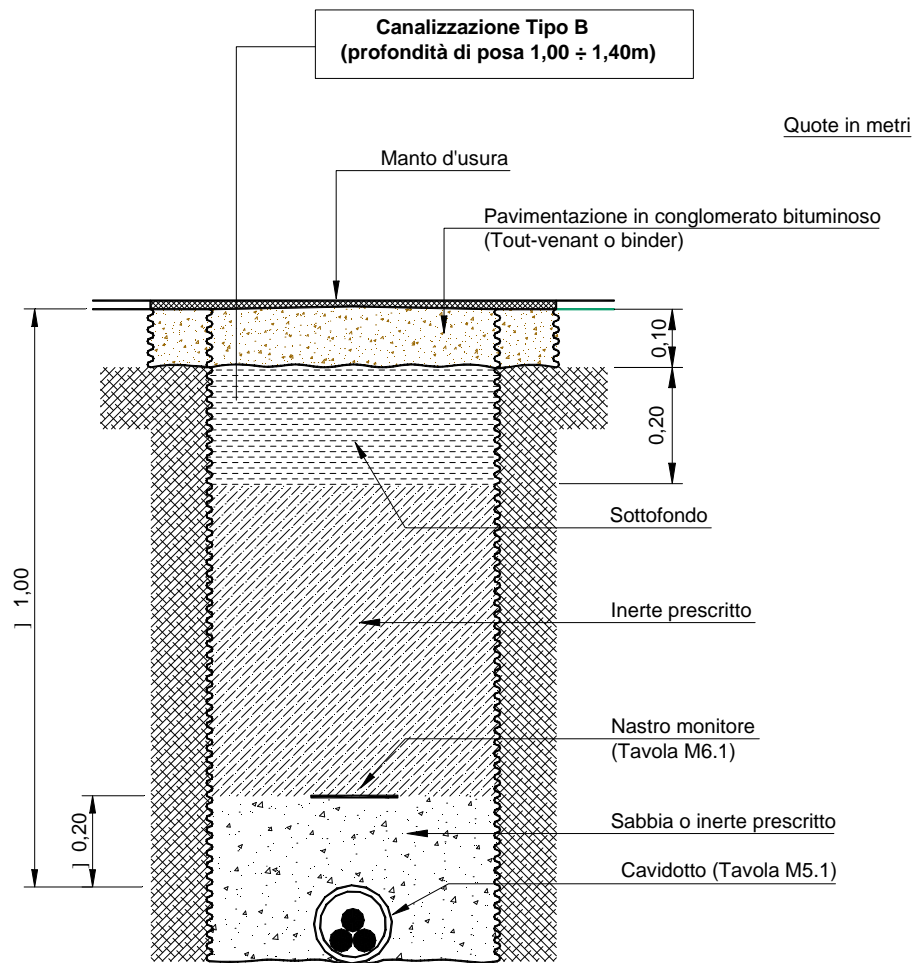 Canalizzazione Tipo B
(profondità di posa 1,00 ÷ 1,40m)
Quote in metri
Manto d'usura
Pavimentazione in conglomerato bituminoso
(Tout-venant o binder)
0,10
0,20
] 1,00
Sottofondo
Inerte prescritto
Nastro monitore
(Tavola M6.1)
] 0,20
Sabbia o inerte prescritto
Cavidotto (Tavola M5.1)